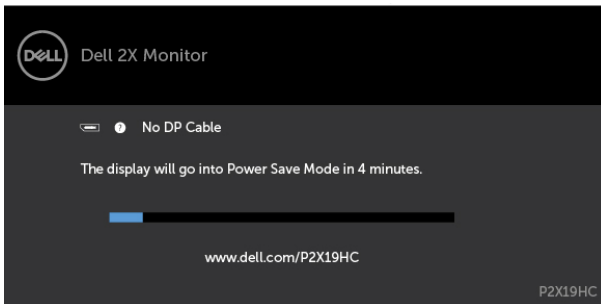 DELL
Dell 2X Monitor
? No DP Cable
The display will go into Power Save Mode in 4 minutes.
www.dell.com/P2X19HC
P2X19HC